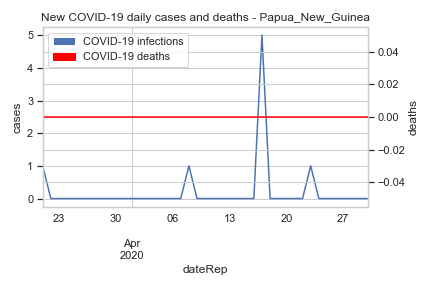 New COVID-19 daily cases and deaths - Papua_New_Guinea
COVID-19 infections
COVID-19 deaths
cases
5
4
3
2
1
0
deaths
0.04
0.02
0.00
−0.02
−0.04
23 30 06 13 20 27
Apr
2020
dateRep